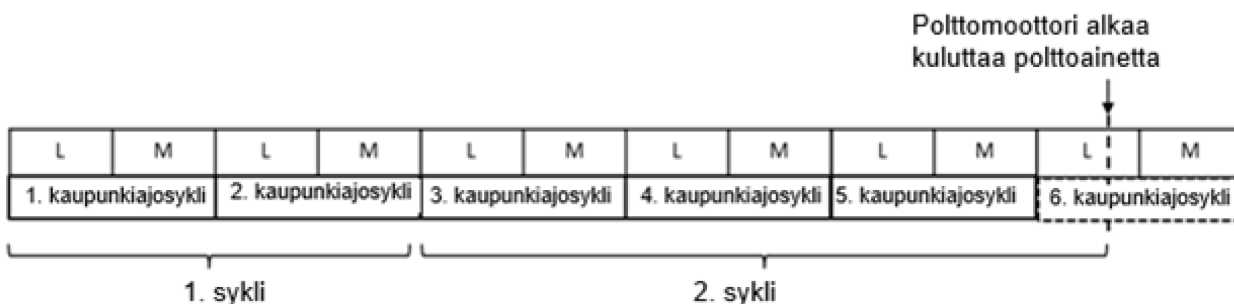 Polttomoottori alkaa
kuluttaa polttoainetta
L M L M L M L M L M L M
1. kaupunkiajosykli 2. kaupunkiajosykli 3. kaupunkiajosykli 4. kaupunkiajosykli 5. kaupunkiajosykli 6. kaupunkiajosykli
1. sykli 2. sykli